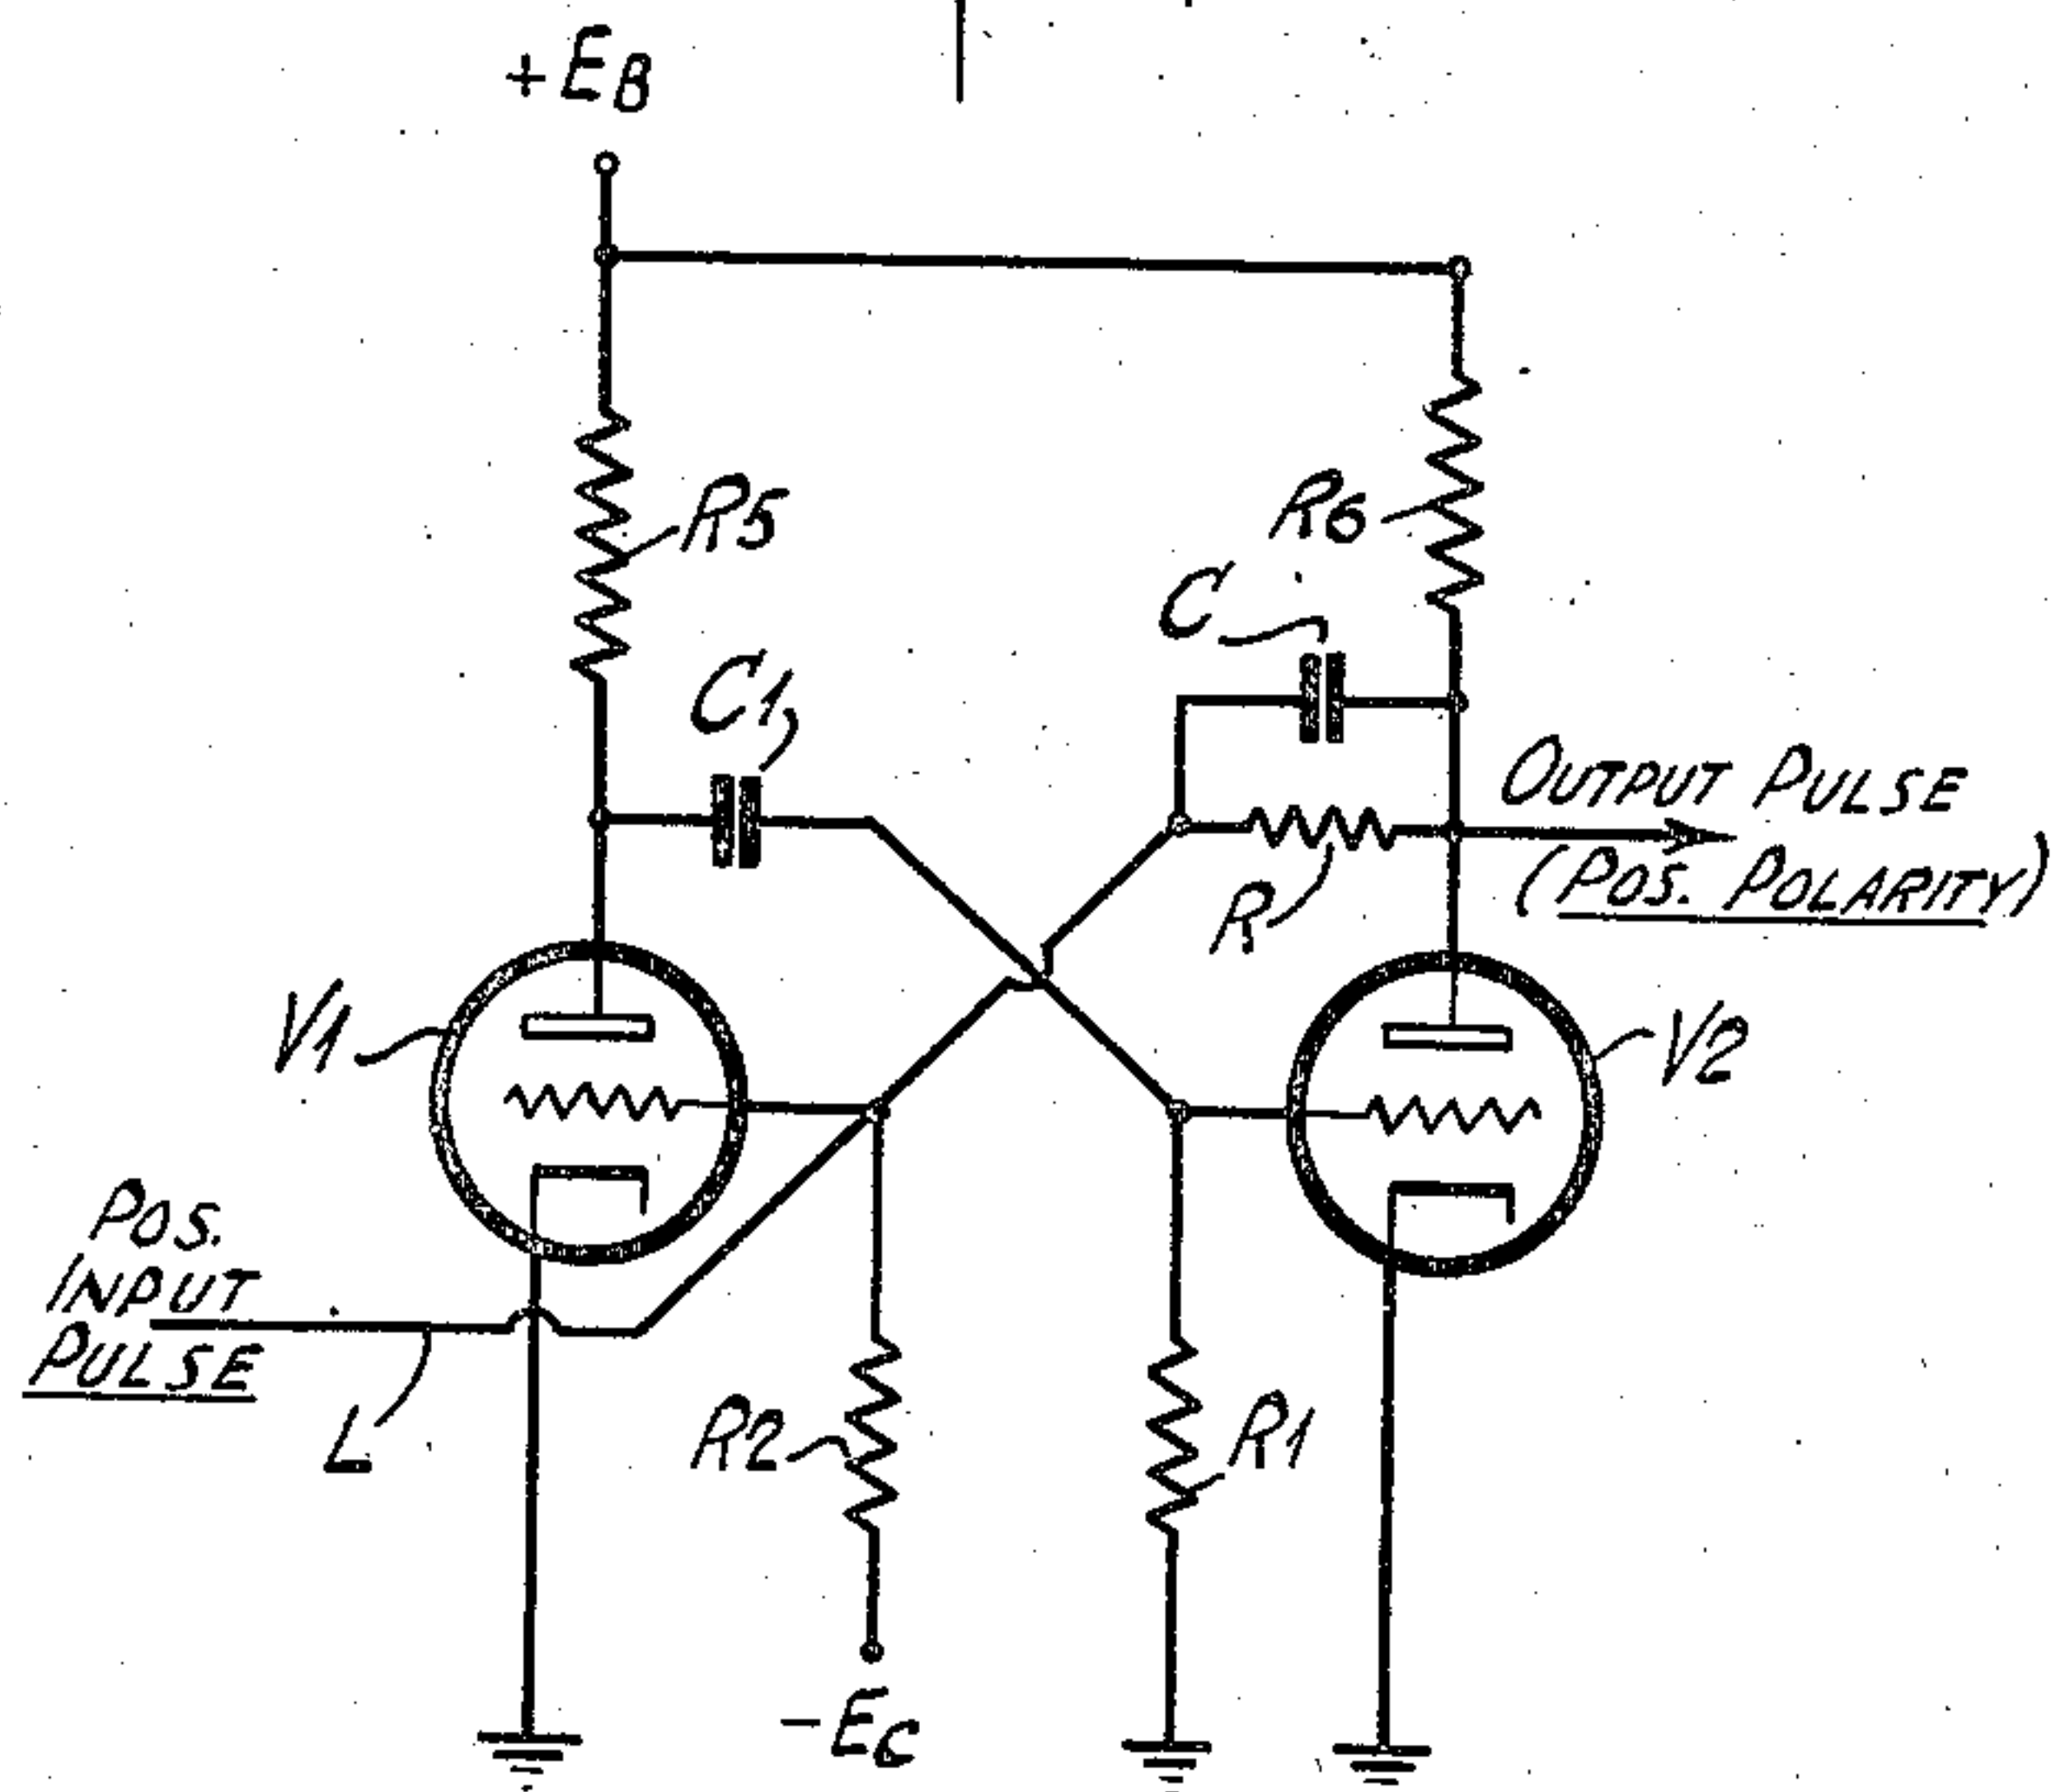 +EB
R5
R6
C
C1
OUTPUT PULSE
(POS. POLARITY)
R
V1
V2
POS.
INPUT
PULSE
L
R2
R1
-EC